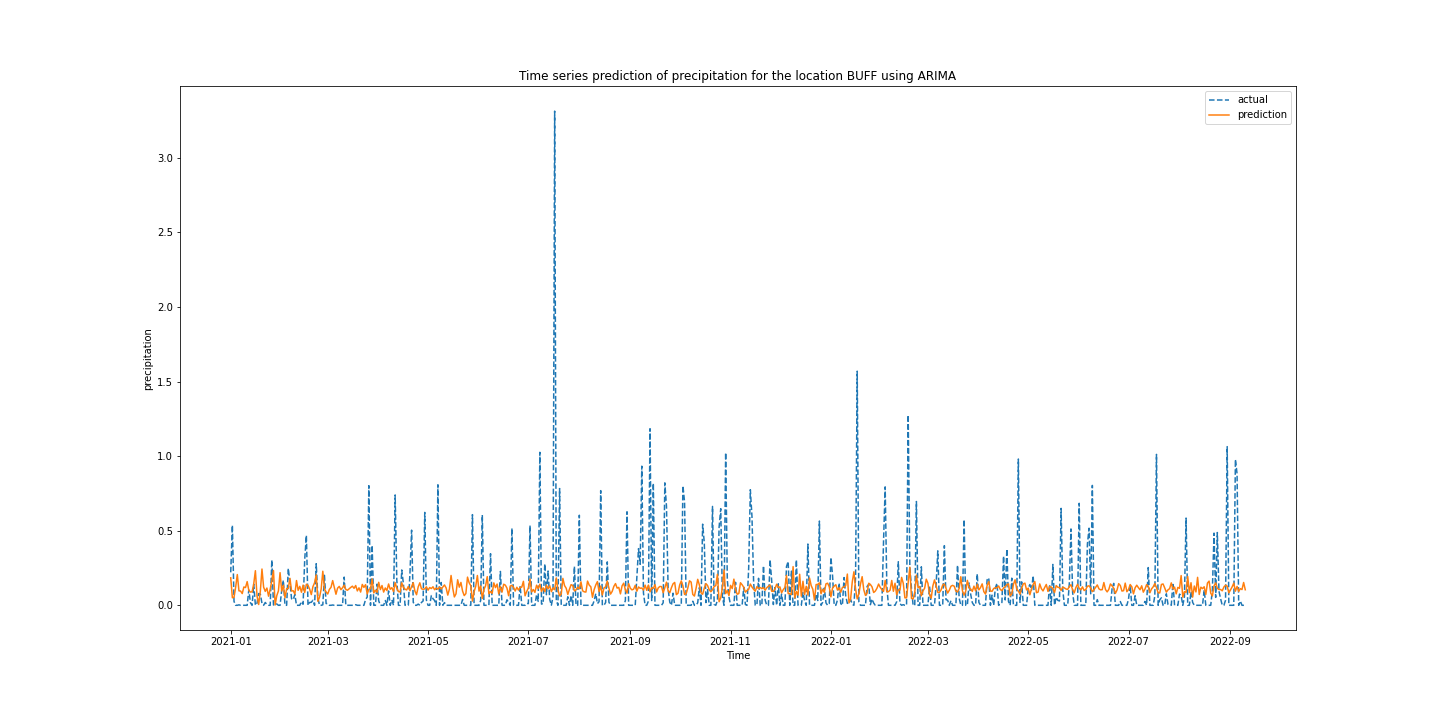 Time series prediction of precipitation for the location BUFF using ARIMA
actual
prediction
3.0
2.5
2.0
1.5
1.0
0.5
0.0
precipitation
2021-01 2021-03 2021-05 2021-07 2021-09 2021-11 2022-01 2022-03 2022-05 2022-07 2022-09
Time